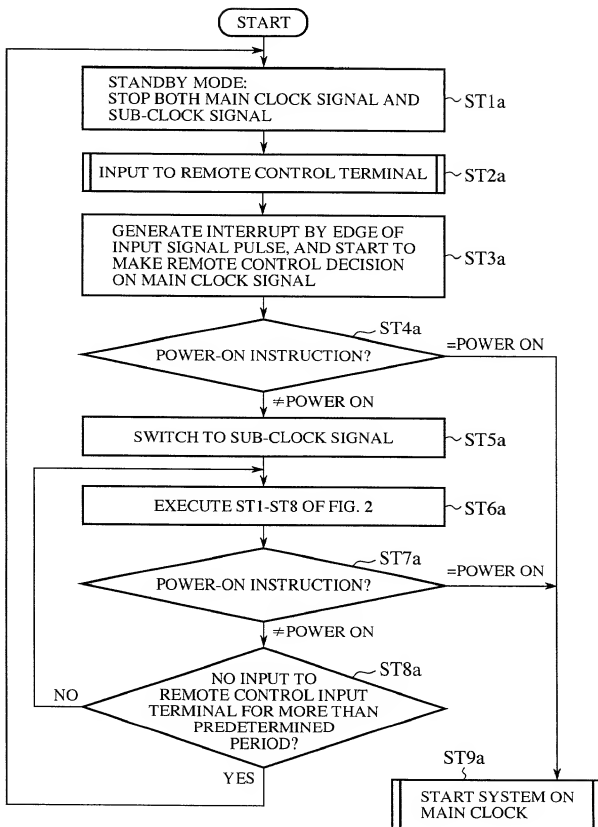 START
STANDBY MODE:
STOP BOTH MAIN CLOCK SIGNAL AND
SUB-CLOCK SIGNAL
ST1a
INPUT TO REMOTE CONTROL TERMINAL
ST2a
GENERATE INTERRUPT BY EDGE OF
INPUT SIGNAL PULSE, AND START TO
MAKE REMOTE CONTROL DECISION
ON MAIN CLOCK SIGNAL
ST3a
ST4a
POWER-ON INSTRUCTION?
=POWER ON
≠POWER ON
SWITCH TO SUB-CLOCK SIGNAL
ST5a
EXECUTE ST1-ST8 OF FIG. 2
ST6a
ST7a
POWER-ON INSTRUCTION?
=POWER ON
≠POWER ON
ST8a
NO INPUT TO
REMOTE CONTROL INPUT
TERMINAL FOR MORE THAN
PREDETERMINED
PERIOD?
NO
YES
ST9a
START SYSTEM ON
MAIN CLOCK